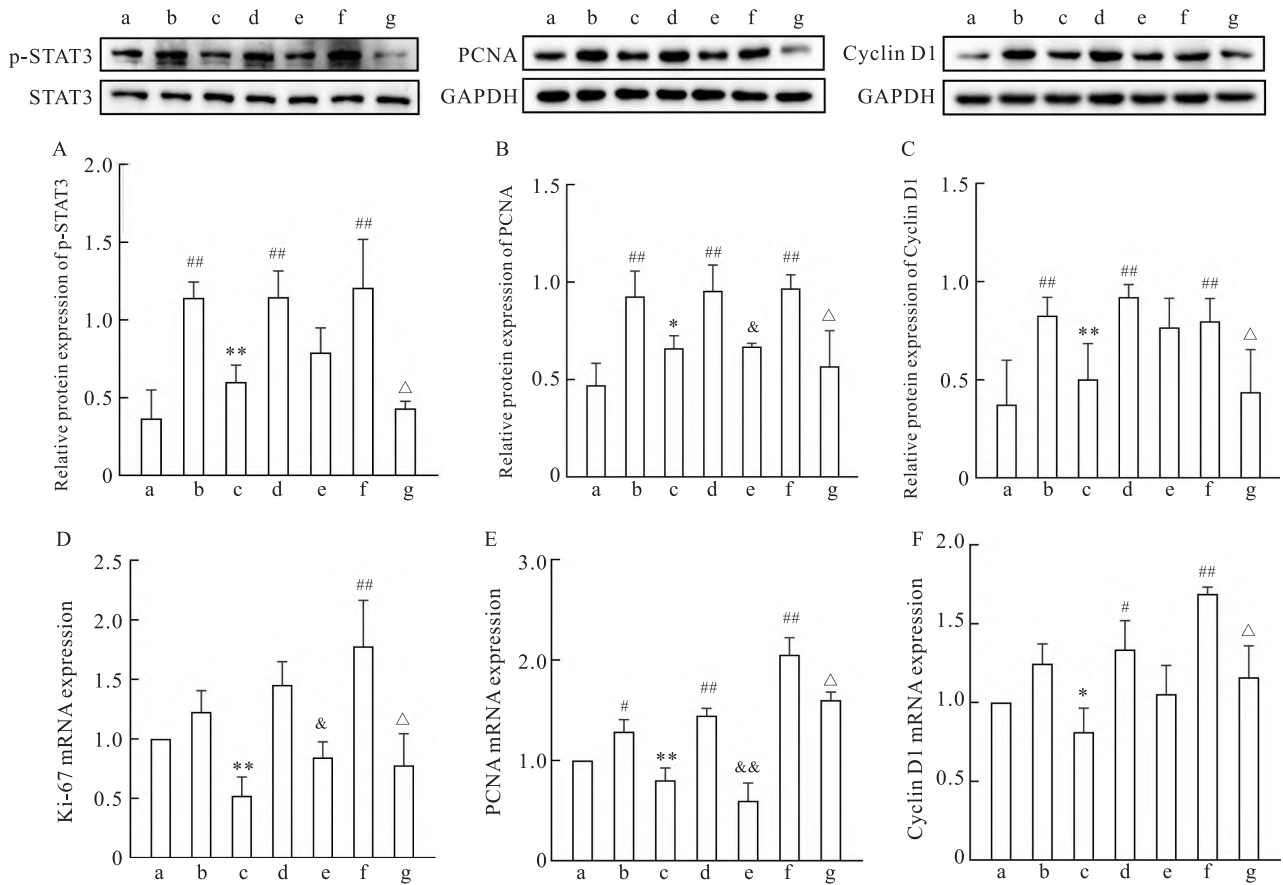 a b c d e f g
p-STAT3
STAT3
a b c d e f g
PCNA
GAPDH
a b c d e f g
Cyclin D1
GAPDH
A
Relative protein expression of p-STAT3
2.0
1.5
1.0
0.5
0
## ** ## ## △
a b c d e f g
B
Relative protein expression of PCNA
1.5
1.0
0.5
0
## * ## & ## △
a b c d e f g
C
Relative protein expression of Cyclin D1
1.5
1.0
0.5
0
## ** ## ## △
a b c d e f g
D
Ki-67 mRNA expression
2.5
2.0
1.5
1.0
0.5
0
** & ## △
a b c d e f g
E
PCNA mRNA expression
3.0
2.0
1.0
0
# ** ## && ## △
a b c d e f g
F
Cyclin D1 mRNA expression
2.0
1.5
1.0
0.5
0
* # ## △
a b c d e f g